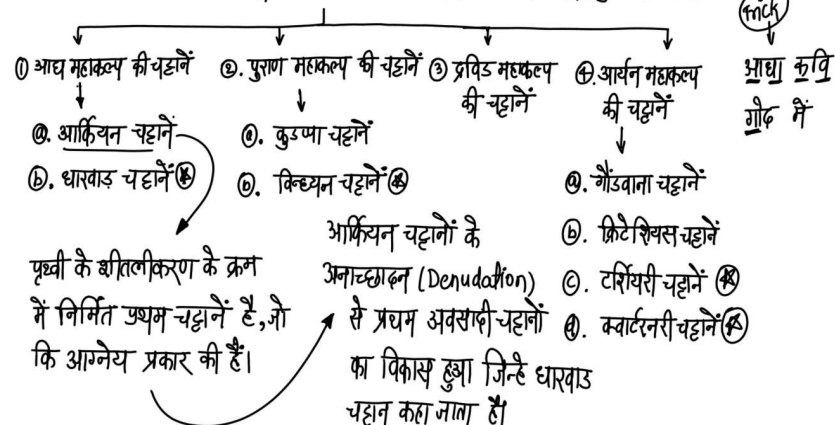 Trick
① आद्य महाकल्प की चट्टानें
②. पुराण महाकल्प की चट्टानें
③ द्रविड महाकल्प
की चट्टानें
④. आर्यन महाकल्प
की चट्टानें
आधा कवि
गोद में
ⓐ. आर्कियन चट्टानें
ⓑ. धारवाड़ चट्टानें
ⓐ. कुडप्पा चट्टानें
ⓑ. विन्ध्यन चट्टानें
ⓐ. गोंडवाना चट्टानें
ⓑ. क्रिटेशियस चट्टानें
ⓒ. टर्शियरी चट्टानें
ⓓ. क्वार्टरनरी चट्टानें
पृथ्वी के शीतलीकरण के क्रम
में निर्मित प्रथम चट्टानें है, जो
कि आग्नेय प्रकार की हैं।
आर्कियन चट्टानों के
अनाच्छादन (Denudation)
से प्रथम अवसादी चट्टानों
का विकास हुआ जिन्हे धारवाड
चट्टान कहा जाता है।